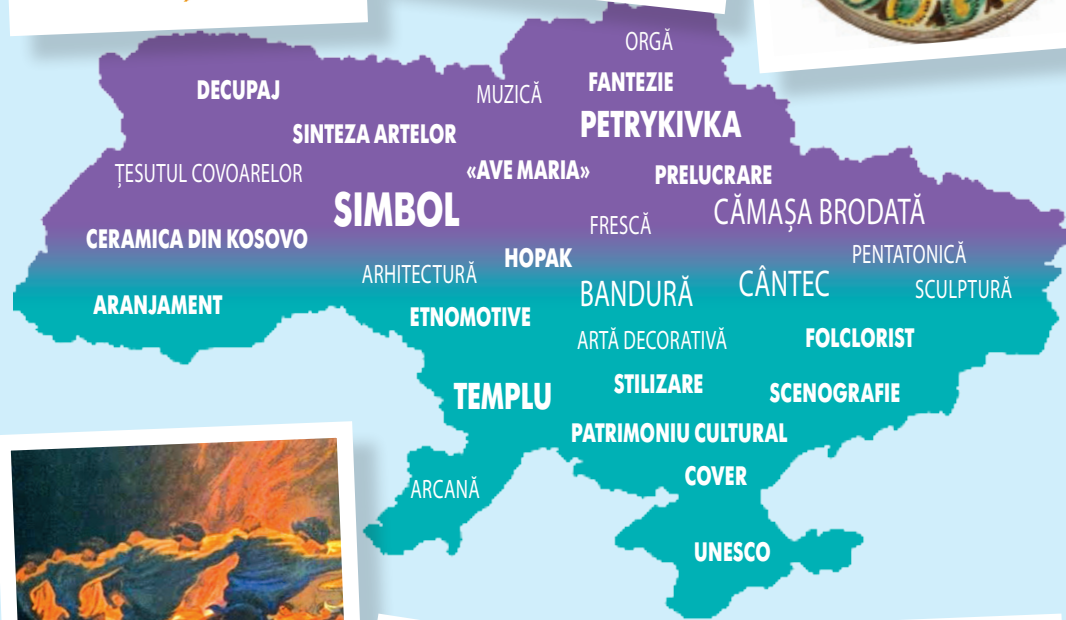 ORGĂ
DECUPAJ
MUZICĂ
FANTEZIE
SINTEZA ARTELOR
PETRYKIVKA
ȚESUTUL COVOARELOR
«AVE MARIA»
PRELUCRARE
SIMBOL
FRESCĂ
CĂMAȘA BRODATĂ
CERAMICA DIN KOSOVO
HOPAK
PENTATONICĂ
ARHITECTURĂ
BANDURĂ
CÂNTEC
SCULPTURĂ
ARANJAMENT
ETNOMOTIVE
ARTĂ DECORATIVĂ
FOLCLORIST
TEMPLU
STILIZARE
SCENOGRAFIE
PATRIMONIU CULTURAL
COVER
ARCANĂ
UNESCO